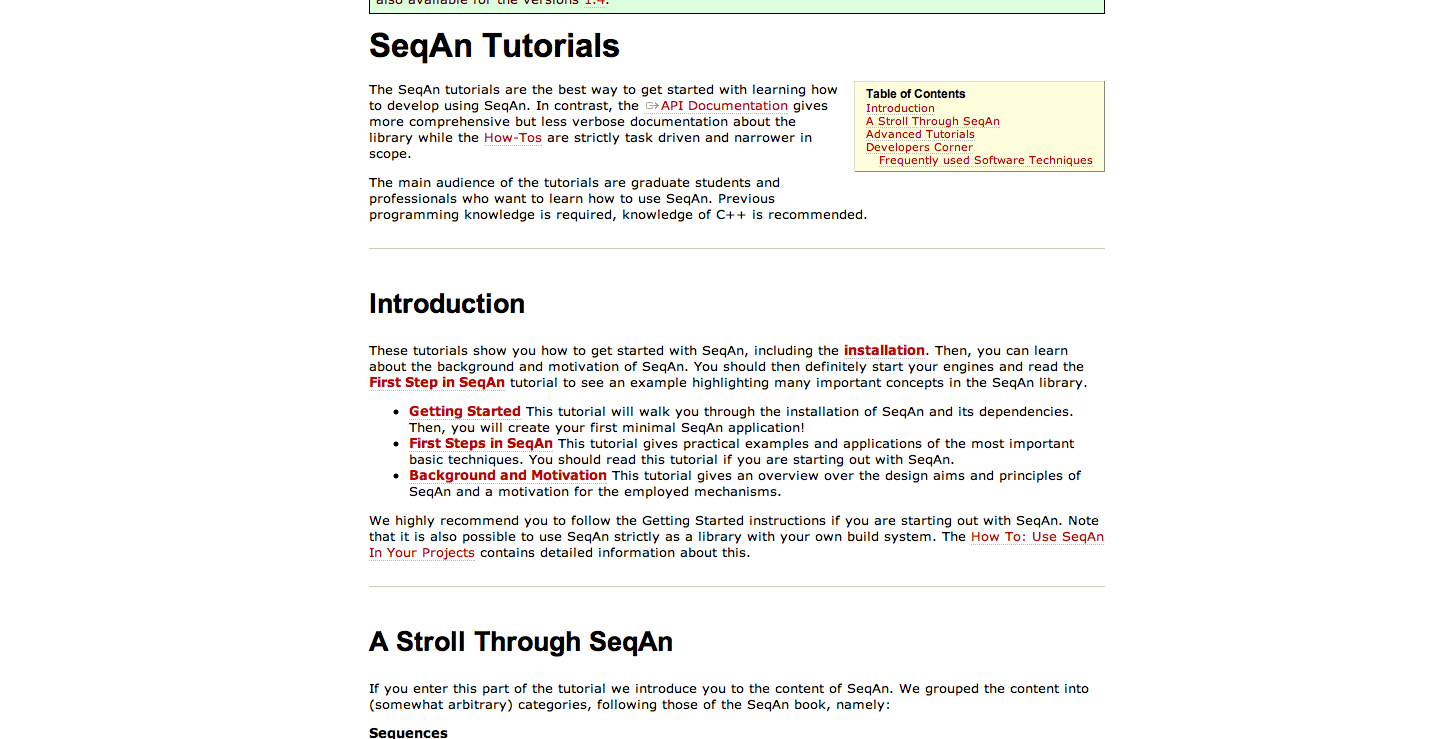 also available for the versions 1.4.
SeqAn Tutorials
The SeqAn tutorials are the best way to get started with learning how
to develop using SeqAn. In contrast, the API Documentation gives
more comprehensive but less verbose documentation about the
library while the How-Tos are strictly task driven and narrower in
scope.
Table of Contents
Introduction
A Stroll Through SeqAn
Advanced Tutorials
Developers Corner
Frequently used Software Techniques
The main audience of the tutorials are graduate students and
professionals who want to learn how to use SeqAn. Previous
programming knowledge is required, knowledge of C++ is recommended.
Introduction
These tutorials show you how to get started with SeqAn, including the installation. Then, you can learn
about the background and motivation of SeqAn. You should then definitely start your engines and read the
First Step in SeqAn tutorial to see an example highlighting many important concepts in the SeqAn library.
• Getting Started This tutorial will walk you through the installation of SeqAn and its dependencies.
Then, you will create your first minimal SeqAn application!
• First Steps in SeqAn This tutorial gives practical examples and applications of the most important
basic techniques. You should read this tutorial if you are starting out with SeqAn.
• Background and Motivation This tutorial gives an overview over the design aims and principles of
SeqAn and a motivation for the employed mechanisms.
We highly recommend you to follow the Getting Started instructions if you are starting out with SeqAn. Note
that it is also possible to use SeqAn strictly as a library with your own build system. The How To: Use SeqAn
In Your Projects contains detailed information about this.
A Stroll Through SeqAn
If you enter this part of the tutorial we introduce you to the content of SeqAn. We grouped the content into
(somewhat arbitrary) categories, following those of the SeqAn book, namely:
Sequences